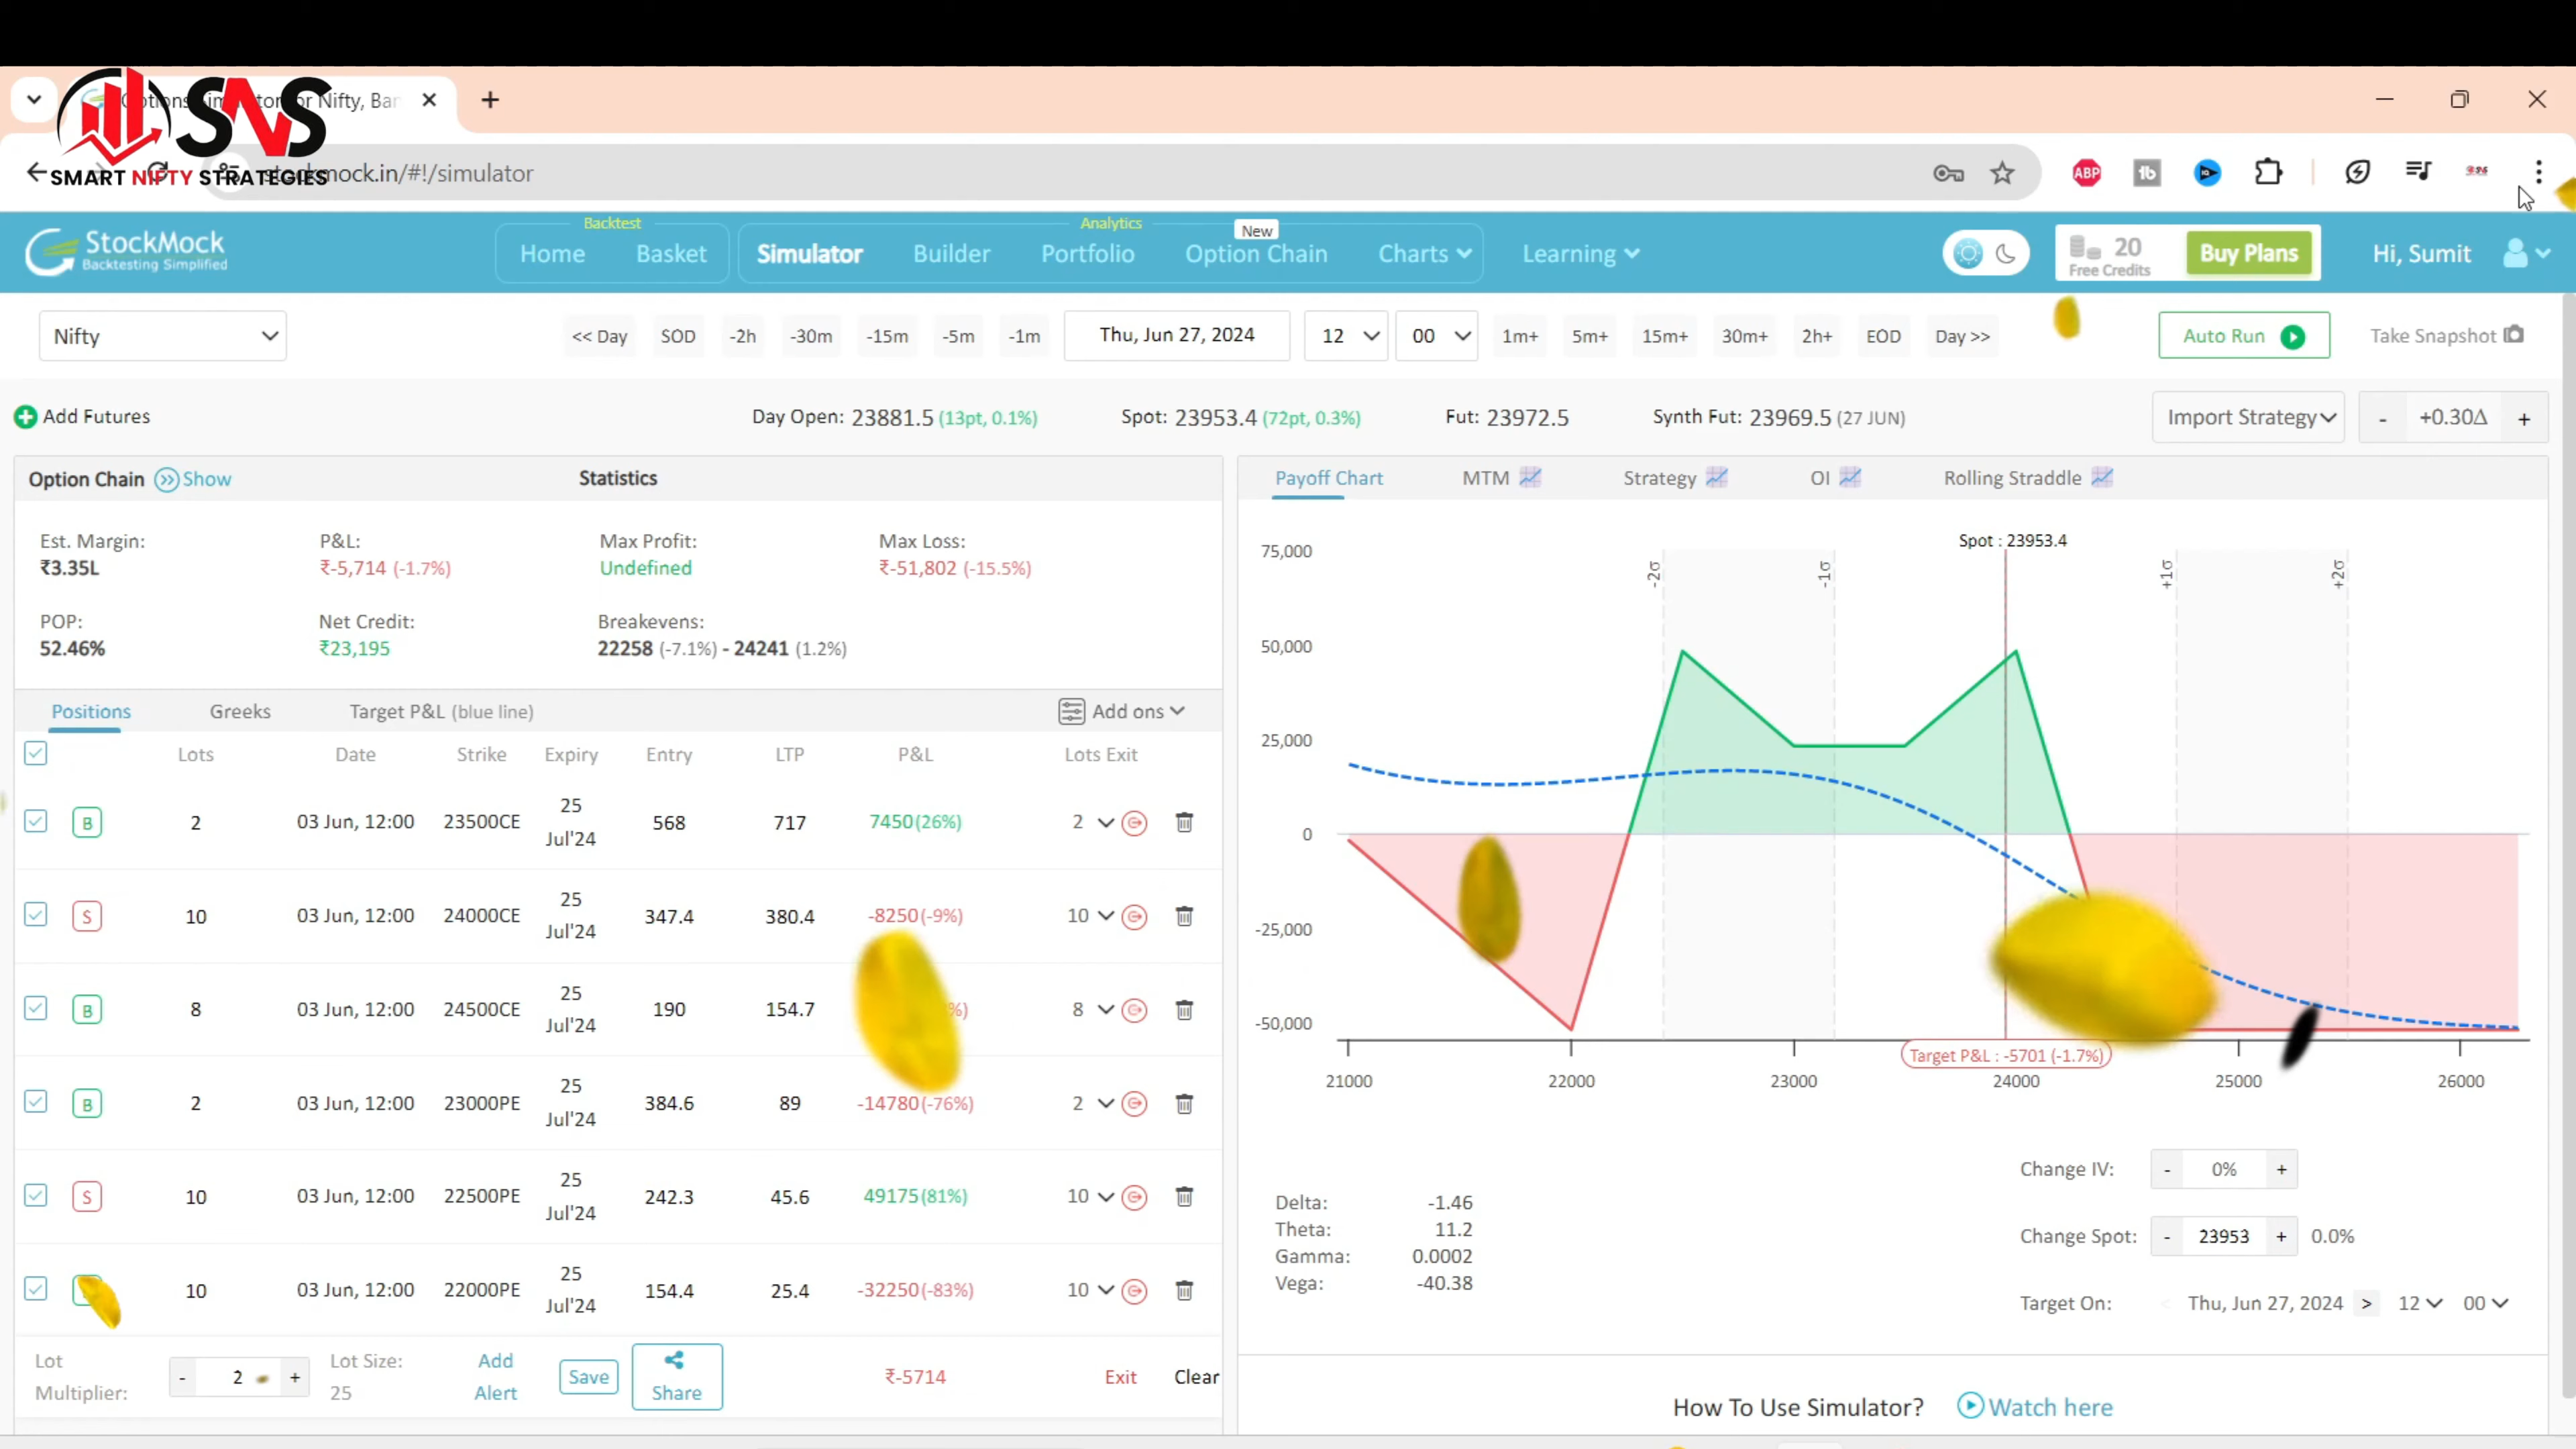 Options Simulator for Nifty, Ban
SNS
SMART NIFTY STRATEGIES
stockmock.in/#!/simulator
ABP
StockMock
Backtesting Simplified
Backtest
Home Basket
Analytics
Simulator Builder Portfolio Option Chain Charts
New
Learning
20
Free Credits
Buy Plans
Hi, Sumit
Nifty
<< Day SOD -2h -30m -15m -5m -1m Thu, Jun 27, 2024 12 00 1m+ 5m+ 15m+ 30m+ 2h+ EOD Day >>
Auto Run
Take Snapshot
Add Futures
Day Open: 23881.5 (13pt, 0.1%) Spot: 23953.4 (72pt, 0.3%) Fut: 23972.5 Synth Fut: 23969.5 (27 JUN)
Import Strategy
- +0.30Δ +
Option Chain Show Statistics
Est. Margin: P&L: Max Profit: Max Loss:
₹3.35L ₹-5,714 (-1.7%) Undefined ₹-51,802 (-15.5%)
POP: Net Credit: Breakevens:
52.46% ₹23,195 22258 (-7.1%) - 24241 (1.2%)
Positions Greeks Target P&L (blue line) Add ons
Lots Date Strike Expiry Entry LTP P&L Lots Exit
B 2 03 Jun, 12:00 23500CE 25 Jul'24 568 717 7450(26%) 2
S 10 03 Jun, 12:00 24000CE 25 Jul'24 347.4 380.4 -8250(-9%) 10
B 8 03 Jun, 12:00 24500CE 25 Jul'24 190 154.7 %) 8
B 2 03 Jun, 12:00 23000PE 25 Jul'24 384.6 89 -14780(-76%) 2
S 10 03 Jun, 12:00 22500PE 25 Jul'24 242.3 45.6 49175(81%) 10
10 03 Jun, 12:00 22000PE 25 Jul'24 154.4 25.4 -32250(-83%) 10
Lot Multiplier: - 2 + Lot Size: 25 Add Alert Save Share ₹-5714 Exit Clear
Payoff Chart MTM Strategy OI Rolling Straddle
Spot : 23953.4
-2σ -1σ +1σ +2σ
75,000
50,000
25,000
0
-25,000
-50,000
Target P&L : -5701 (-1.7%)
21000 22000 23000 24000 25000 26000
Delta: -1.46
Theta: 11.2
Gamma: 0.0002
Vega: -40.38
Change IV: - 0% +
Change Spot: - 23953 + 0.0%
Target On: < Thu, Jun 27, 2024 > 12 00
How To Use Simulator? Watch here